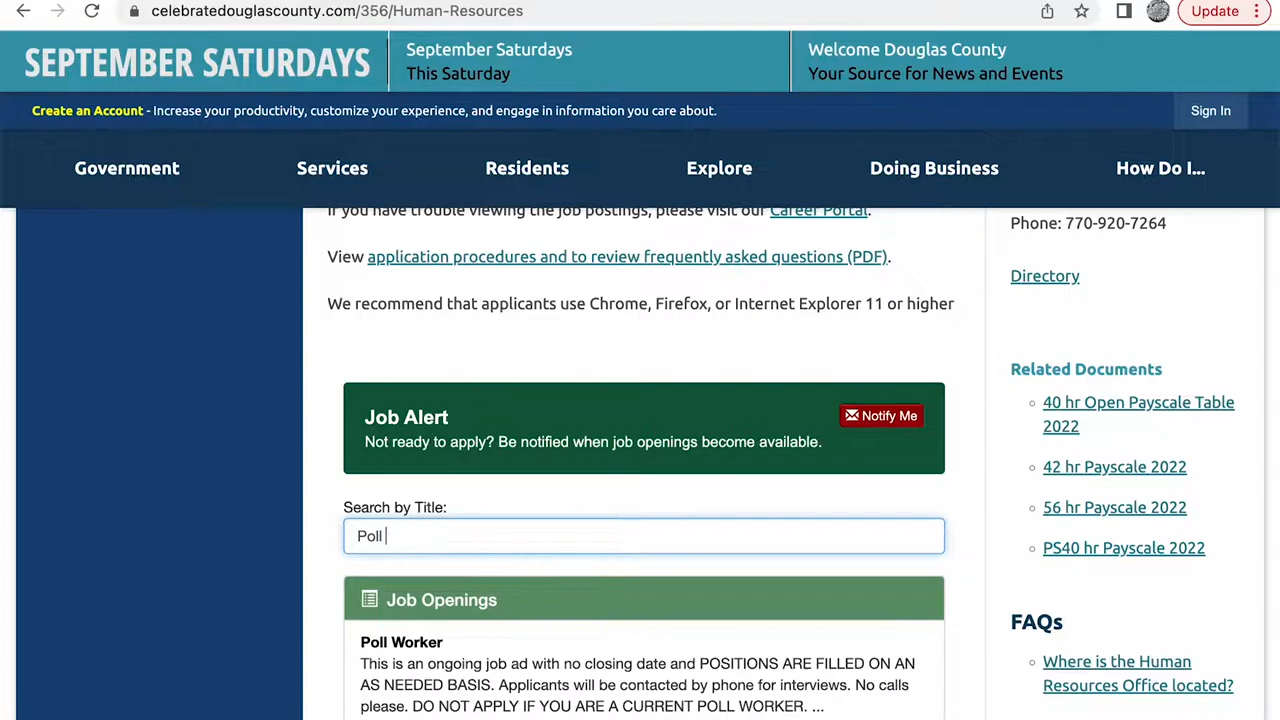 celebratedouglascounty.com/356/Human-Resources
Update
SEPTEMBER SATURDAYS
September Saturdays
This Saturday
Welcome Douglas County
Your Source for News and Events
Create an Account - Increase your productivity, customize your experience, and engage in information you care about.
Sign In
Government
Services
Residents
Explore
Doing Business
How Do I...
If you have trouble viewing the job postings, please visit our Career Portal.
View application procedures and to review frequently asked questions (PDF).
We recommend that applicants use Chrome, Firefox, or Internet Explorer 11 or higher
Job Alert
Not ready to apply? Be notified when job openings become available.
Notify Me
Search by Title:
Poll
Job Openings
Poll Worker
This is an ongoing job ad with no closing date and POSITIONS ARE FILLED ON AN
AS NEEDED BASIS. Applicants will be contacted by phone for interviews. No calls
please. DO NOT APPLY IF YOU ARE A CURRENT POLL WORKER. ...
Phone: 770-920-7264
Directory
Related Documents
40 hr Open Payscale Table
2022
42 hr Payscale 2022
56 hr Payscale 2022
PS40 hr Payscale 2022
FAQs
Where is the Human
Resources Office located?